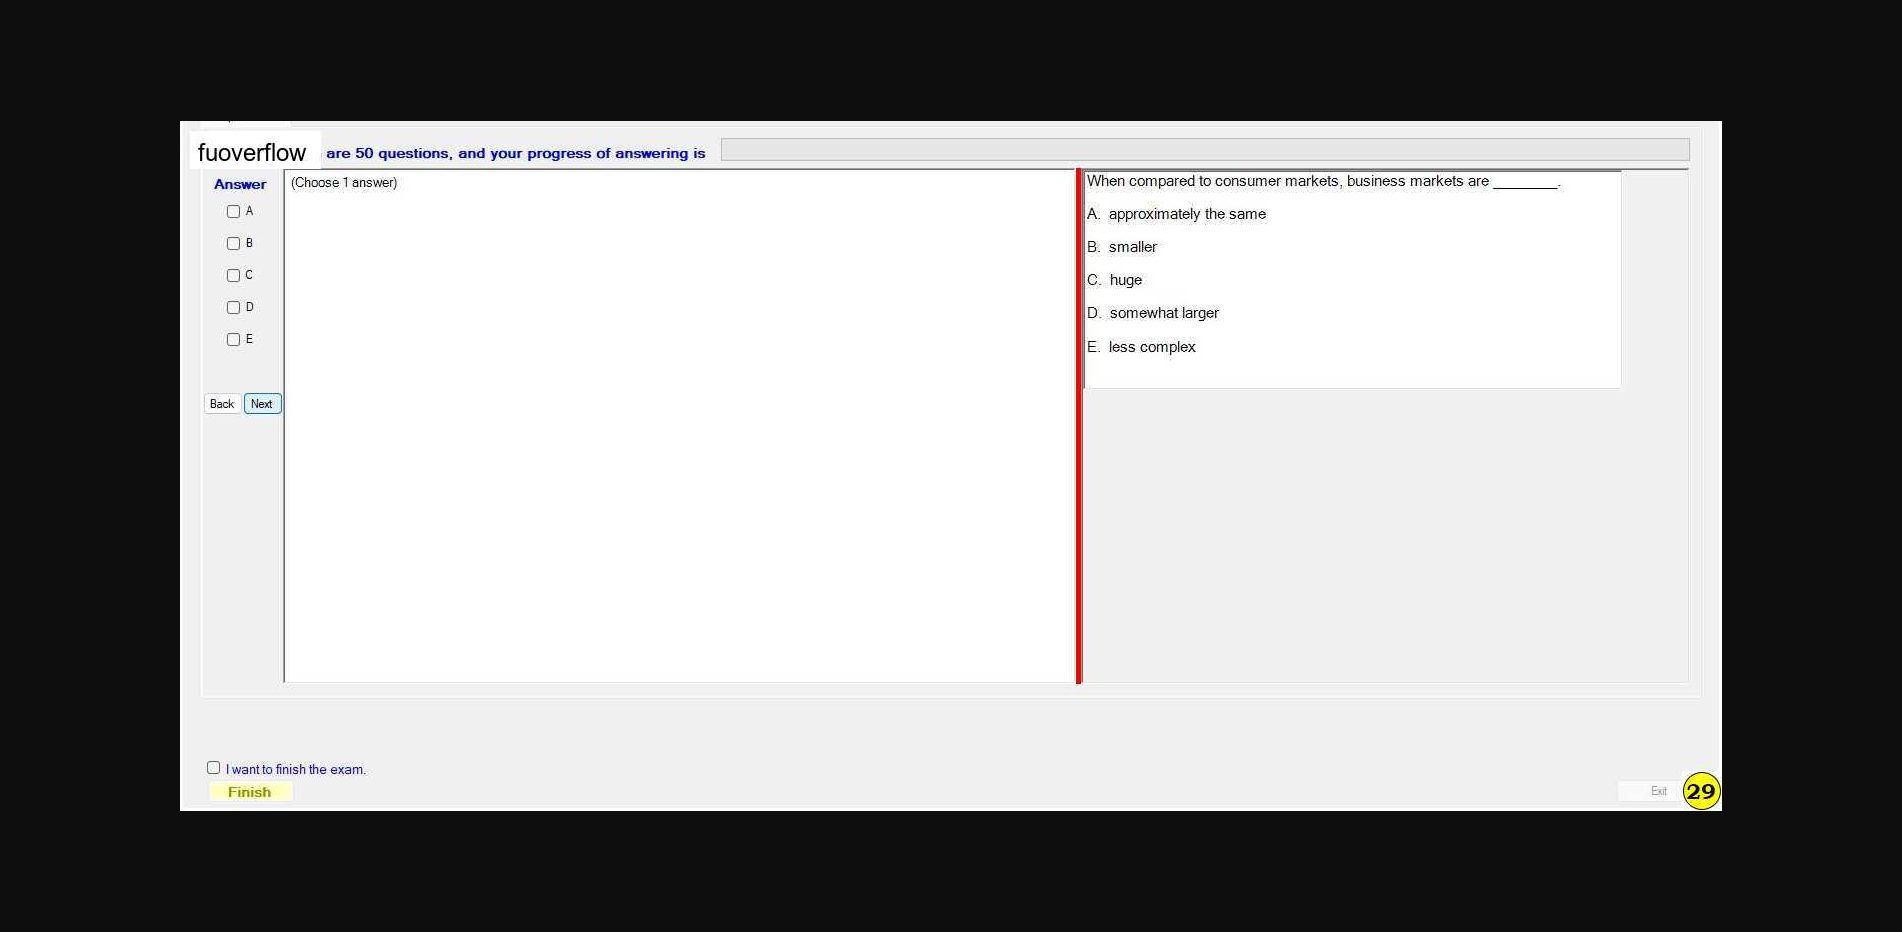 fuoverflow are 50 questions, and your progress of answering is
Answer
A
B
C
D
E
Back Next
(Choose 1 answer)
When compared to consumer markets, business markets are ________.
A. approximately the same
B. smaller
C. huge
D. somewhat larger
E. less complex
I want to finish the exam.
Finish
Exit
29